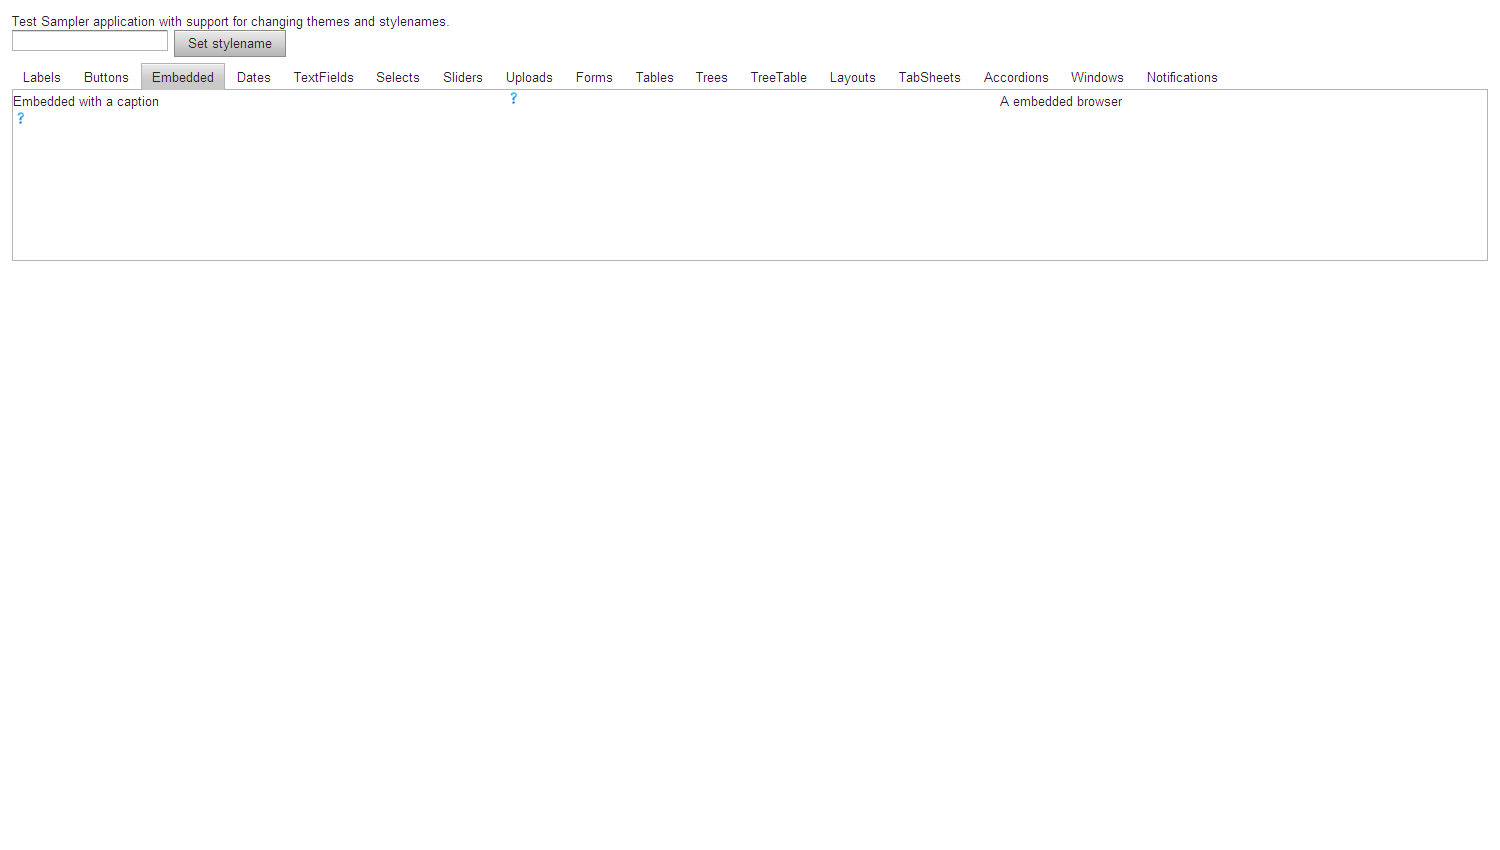 Test Sampler application with support for changing themes and stylenames.
Set stylename
Labels Buttons Embedded Dates TextFields Selects Sliders Uploads Forms Tables Trees TreeTable Layouts TabSheets Accordions Windows Notifications
Embedded with a caption ? A embedded browser
?